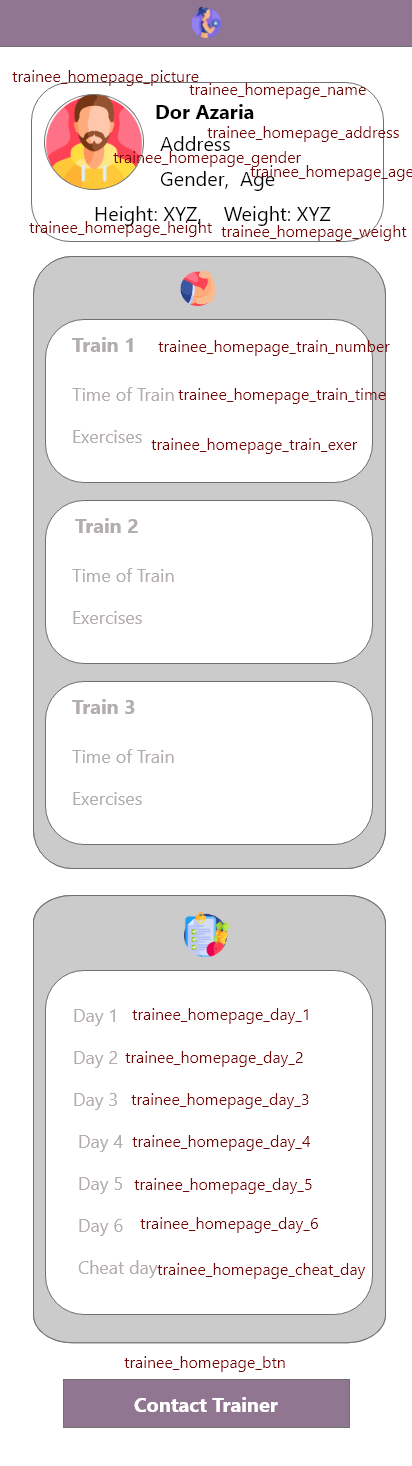 trainee_homepage_picture
trainee_homepage_name
Dor Azaria
trainee_homepage_address
Address
trainee_homepage_gender
trainee_homepage_age
Gender, Age
Height: XYZ, Weight: XYZ
trainee_homepage_height trainee_homepage_weight
Train 1 trainee_homepage_train_number
Time of Train trainee_homepage_train_time
Exercises trainee_homepage_train_exer
Train 2
Time of Train
Exercises
Train 3
Time of Train
Exercises
Day 1 trainee_homepage_day_1
Day 2 trainee_homepage_day_2
Day 3 trainee_homepage_day_3
Day 4 trainee_homepage_day_4
Day 5 trainee_homepage_day_5
Day 6 trainee_homepage_day_6
Cheat day trainee_homepage_cheat_day
trainee_homepage_btn
Contact Trainer